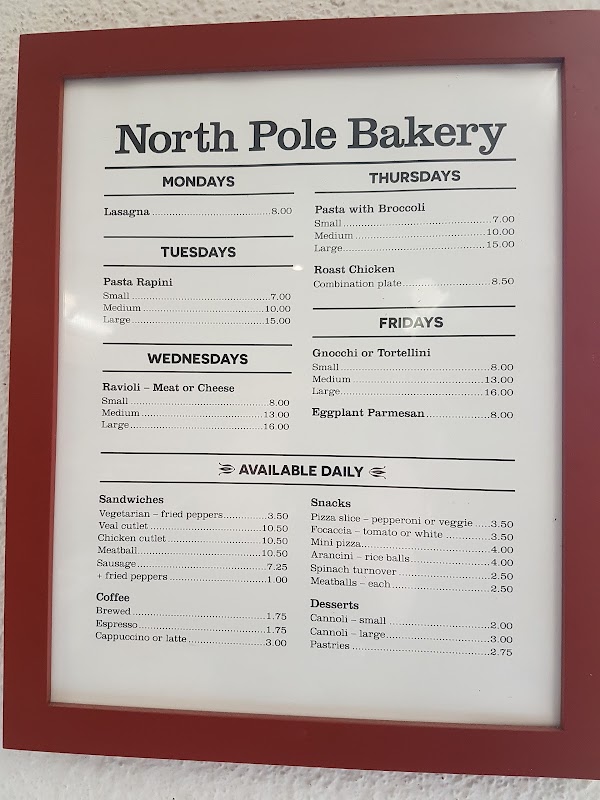 North Pole Bakery
MONDAYS
Lasagna 8.00
TUESDAYS
Pasta Rapini
Small 7.00
Medium 10.00
Large 15.00
WEDNESDAYS
Ravioli – Meat or Cheese
Small 8.00
Medium 13.00
Large 16.00
THURSDAYS
Pasta with Broccoli
Small 7.00
Medium 10.00
Large 15.00
Roast Chicken
Combination plate 8.50
FRIDAYS
Gnocchi or Tortellini
Small 8.00
Medium 13.00
Large 16.00
Eggplant Parmesan 8.00
AVAILABLE DAILY
Sandwiches
Vegetarian – fried peppers 3.50
Veal cutlet 10.50
Chicken cutlet 10.50
Meatball 10.50
Sausage 7.25
+ fried peppers 1.00
Coffee
Brewed 1.75
Espresso 1.75
Cappuccino or latte 3.00
Snacks
Pizza slice – pepperoni or veggie 3.50
Focaccia – tomato or white 3.50
Mini pizza 4.00
Arancini – rice balls 4.00
Spinach turnover 2.50
Meatballs – each 2.50
Desserts
Cannoli – small 2.00
Cannoli – large 3.00
Pastries 2.75